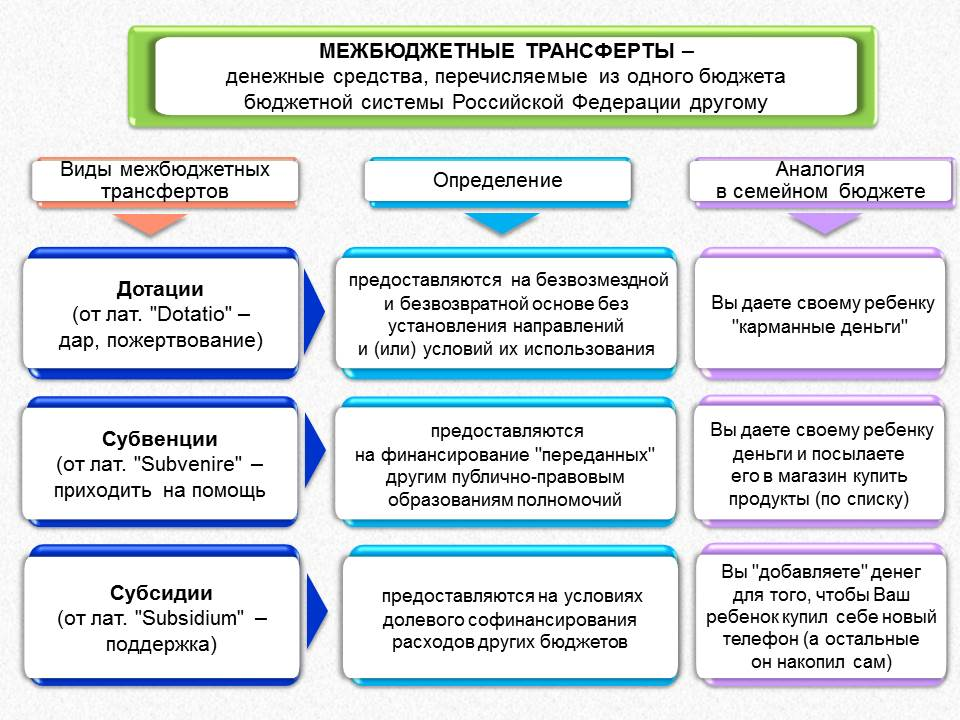 МЕЖБЮДЖЕТНЫЕ ТРАНСФЕРТЫ –
денежные средства, перечисляемые из одного бюджета
бюджетной системы Российской Федерации другому
Виды межбюджетных
трансфертов
Определение
Аналогия
в семейном бюджете
Дотации
(от лат. "Dotatio" –
дар, пожертвование)
предоставляются на безвозмездной
и безвозвратной основе без
установления направлений
и (или) условий их использования
Вы даете своему ребенку
"карманные деньги"
Субвенции
(от лат. "Subvenire" –
приходить на помощь
предоставляются
на финансирование "переданных"
другим публично-правовым
образованиям полномочий
Вы даете своему ребенку
деньги и посылаете
его в магазин купить
продукты (по списку)
Субсидии
(от лат. "Subsidium" –
поддержка)
предоставляются на условиях
долевого софинансирования
расходов других бюджетов
Вы "добавляете" денег
для того, чтобы Ваш
ребенок купил себе новый
телефон (а остальные
он накопил сам)